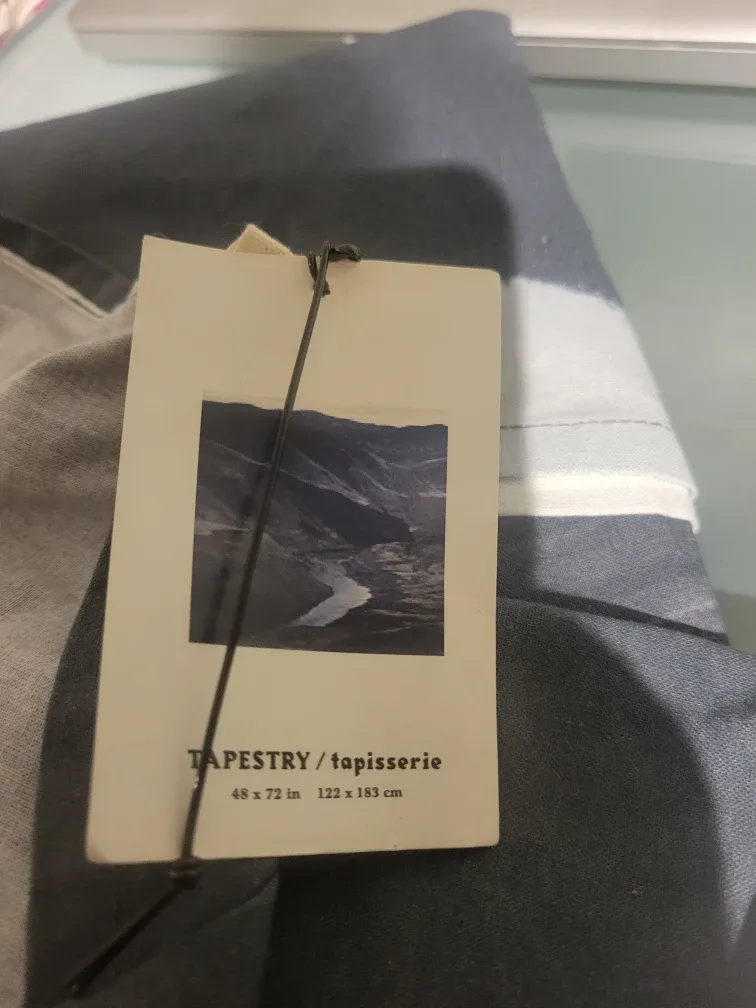 TAPESTRY / tapisserie
48 x 72 in 122 x 183 cm